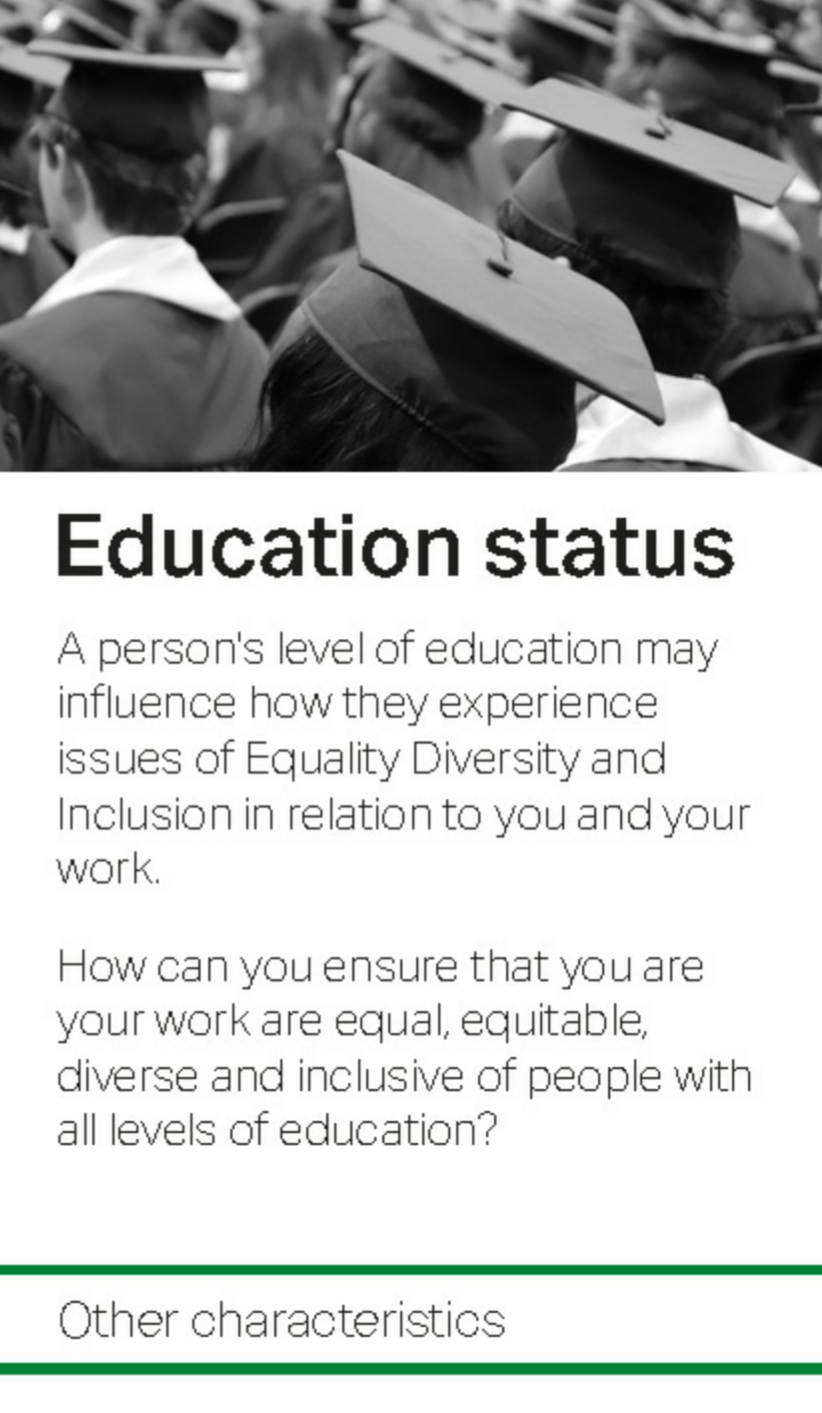 Education status
A person's level of education may
influence how they experience
issues of Equality Diversity and
Inclusion in relation to you and your
work.
How can you ensure that you are
your work are equal, equitable,
diverse and inclusive of people with
all levels of education?
Other characteristics